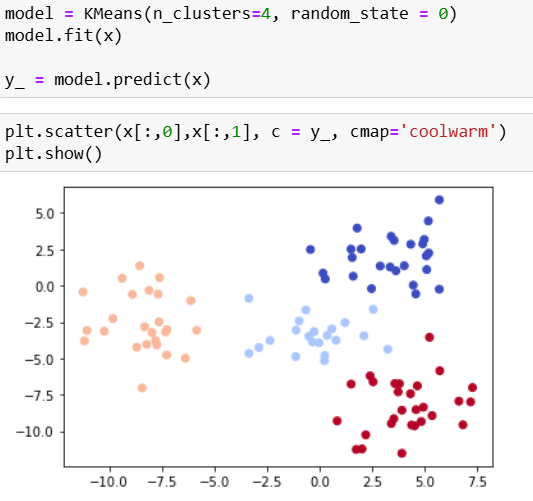 model = KMeans(n_clusters=4, random_state = 0)
model.fit(x)
y_ = model.predict(x)
plt.scatter(x[:,0],x[:,1], c = y_, cmap='coolwarm')
plt.show()
5.0
2.5
0.0
−2.5
−5.0
−7.5
−10.0
−10.0 −7.5 −5.0 −2.5 0.0 2.5 5.0 7.5